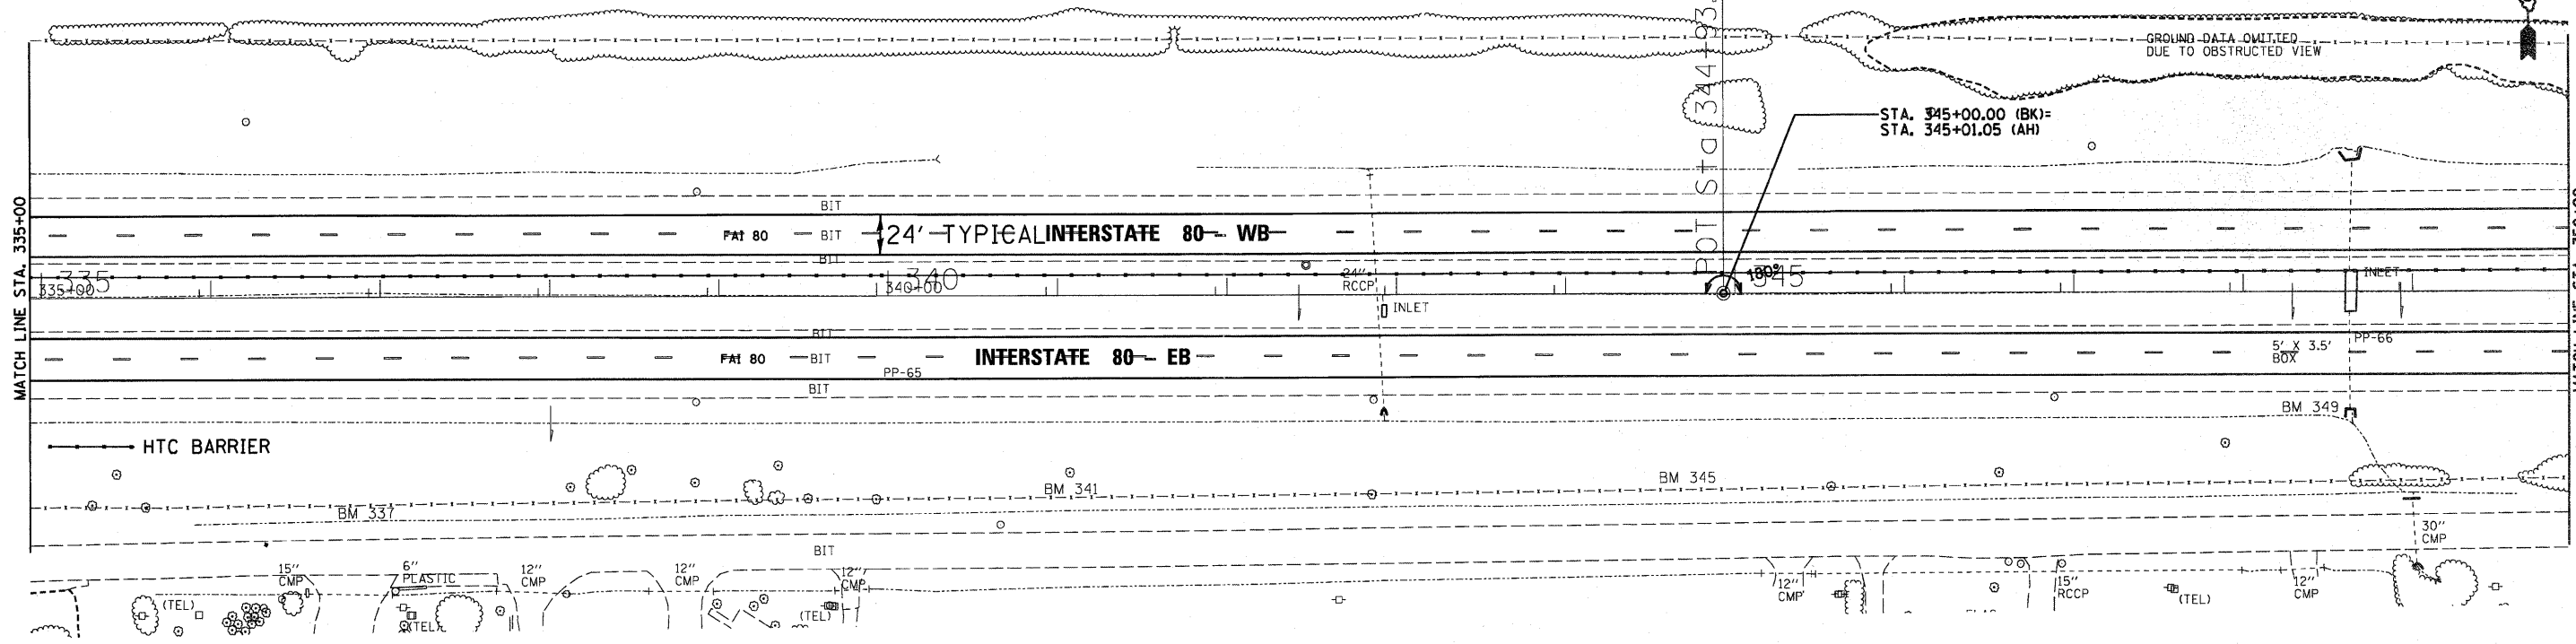 GROUND DATA OMITTED
DUE TO OBSTRUCTED VIEW
POT Sta 344+93.
STA. 345+00.00 (BK)=
STA. 345+01.05 (AH)
MATCH LINE STA. 335+00
BIT
FAI 80
BIT
24' TYPICAL
INTERSTATE 80 WB
BIT
335
335+00
340
340+00
24"
RCCP
180°
345
INLET
INLET
BIT
FAI 80
BIT
INTERSTATE 80 EB
PP-65
BIT
5' X 3.5'
BOX
PP-66
BM 349
HTC BARRIER
BM 337
BM 341
BM 345
BIT
30"
CMP
15"
CMP
6"
PLASTIC
12"
CMP
12"
CMP
12"
CMP
12"
CMP
15"
RCCP
12"
CMP
(TEL)
(TEL)
(TEL)
(TEL)